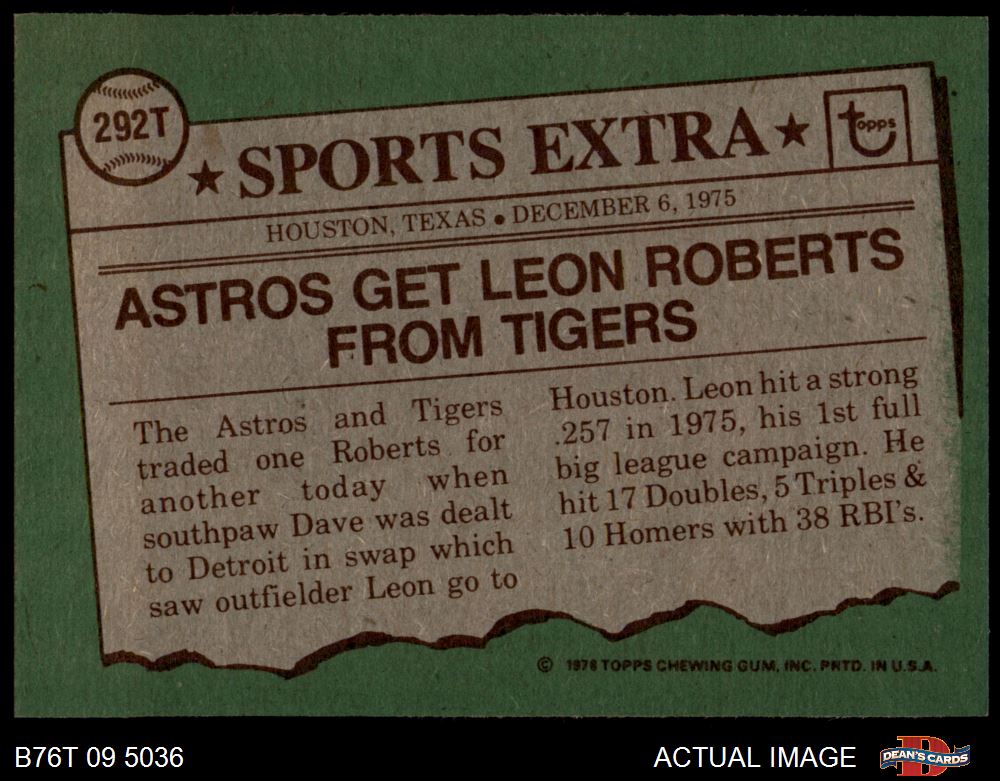 292T
★ SPORTS EXTRA ★
topps
HOUSTON, TEXAS • DECEMBER 6, 1975
ASTROS GET LEON ROBERTS
FROM TIGERS
The Astros and Tigers
traded one Roberts for
another today when
southpaw Dave was dealt
to Detroit in swap which
saw outfielder Leon go to
Houston. Leon hit a strong
.257 in 1975, his 1st full
big league campaign. He
hit 17 Doubles, 5 Triples &
10 Homers with 38 RBI's.
© 1976 TOPPS CHEWING GUM, INC. PRTD. IN U.S.A.
B76T 09 5036
ACTUAL IMAGE
DEAN'S CARDS